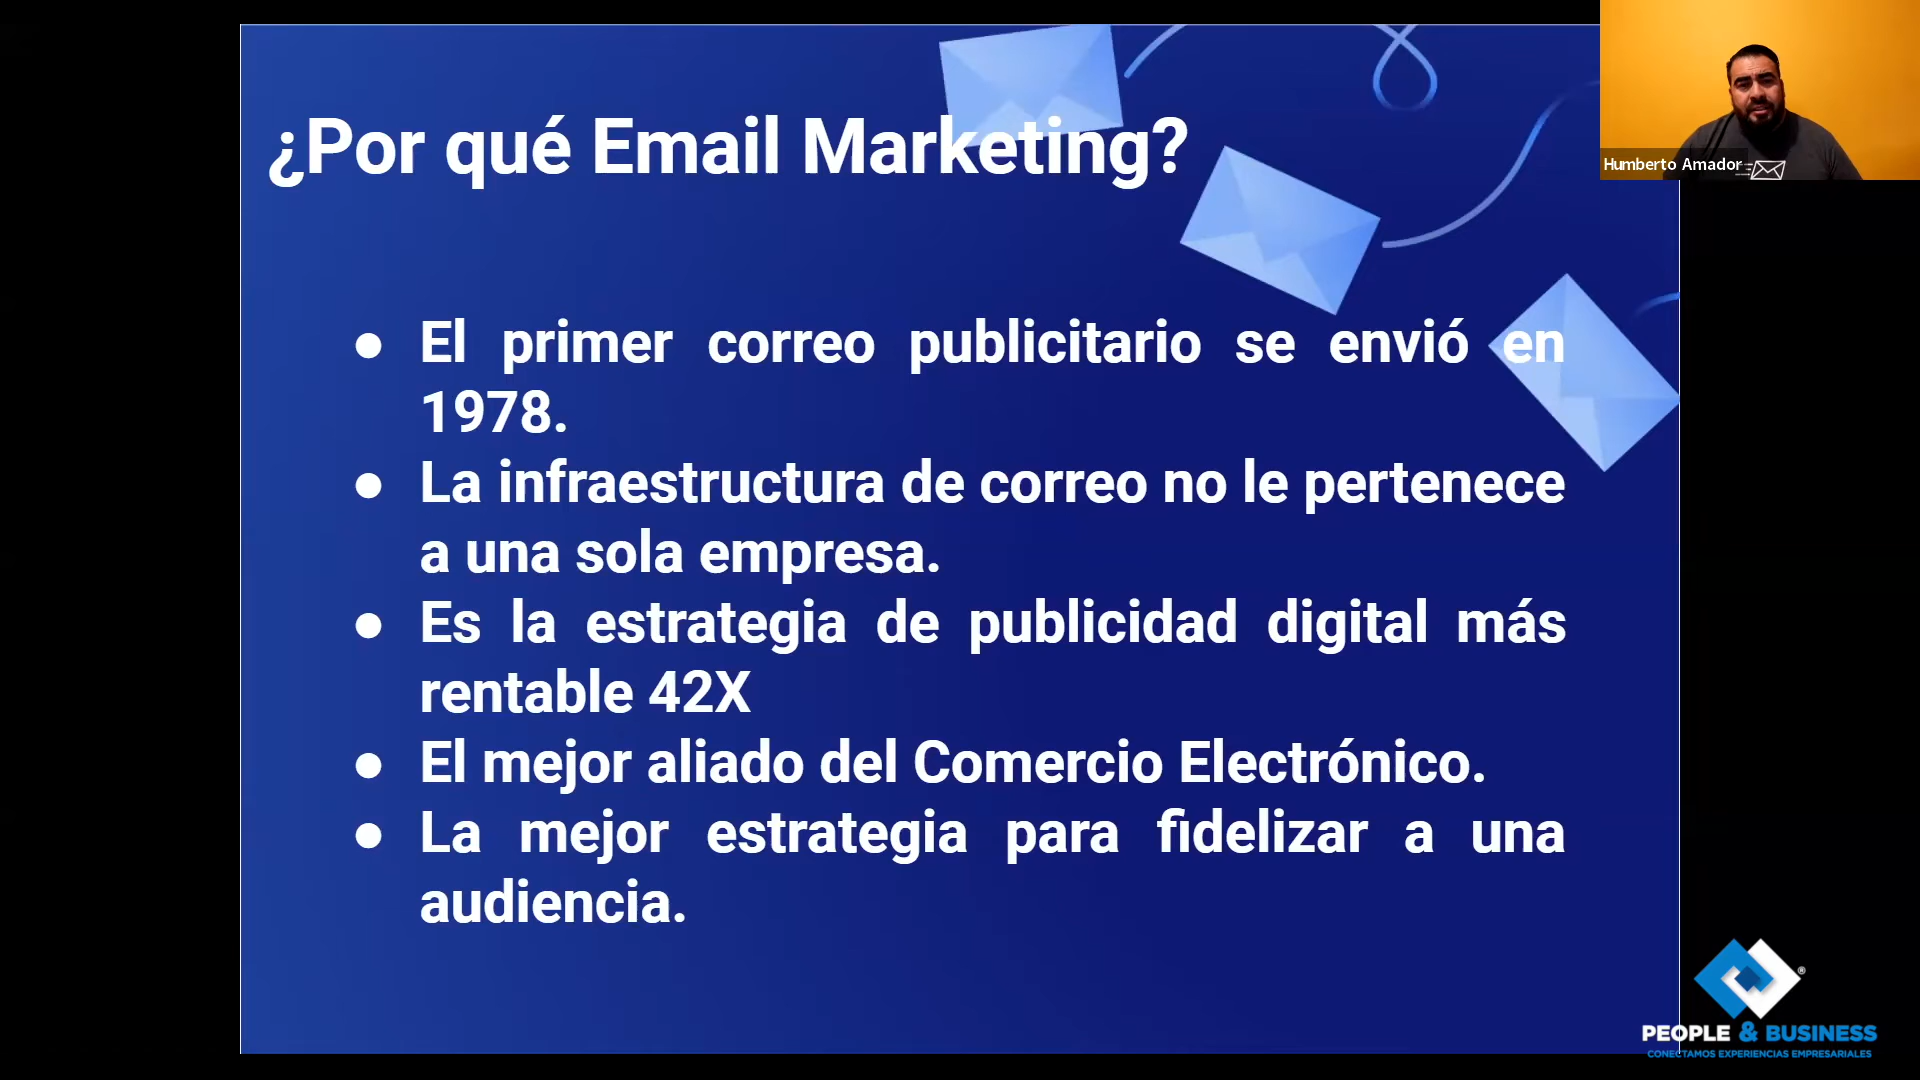 ¿Por qué Email Marketing?
Humberto Amador
● El primer correo publicitario se envió en
1978.
● La infraestructura de correo no le pertenece
a una sola empresa.
● Es la estrategia de publicidad digital más
rentable 42X
● El mejor aliado del Comercio Electrónico.
● La mejor estrategia para fidelizar a una
audiencia.
®
PEOPLE & BUSINESS
CONECTAMOS EXPERIENCIAS EMPRESARIALES